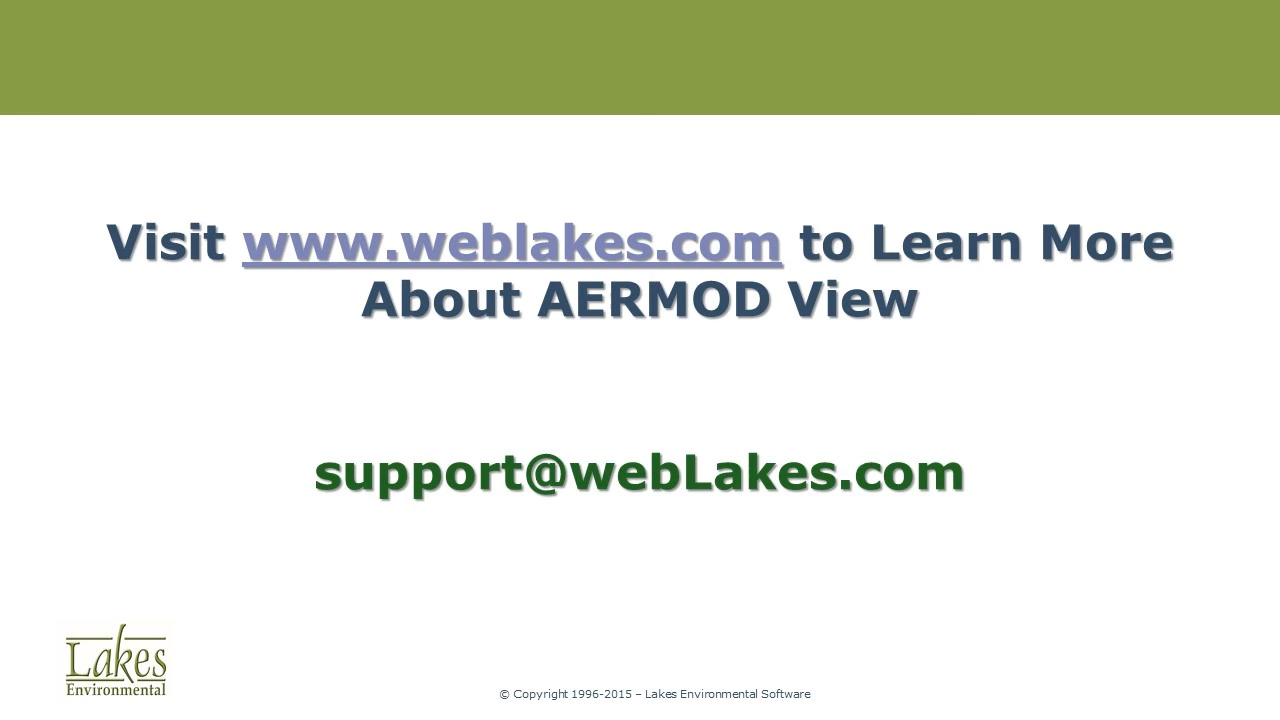 Visit www.weblakes.com to Learn More
About AERMOD View
support@webLakes.com
Lakes
Environmental
© Copyright 1996-2015 – Lakes Environmental Software